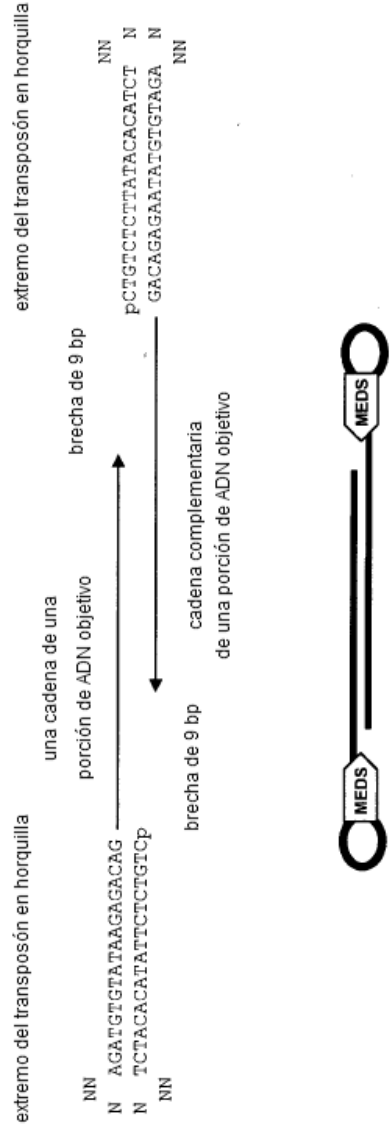 extremo del transposón en horquilla
una cadena de una
porción de ADN objetivo
brecha de 9 bp
extremo del transposón en horquilla
NN
N AGATGTGTATAAGAGACAG
N TCTACACATATTCTCTGTCp
NN
NN
pCTGTCTCTTATACACATCT N
GACAGAGAATATGTGTAGA N
NN
brecha de 9 bp
cadena complementaria
de una porción de ADN objetivo
MEDS
MEDS